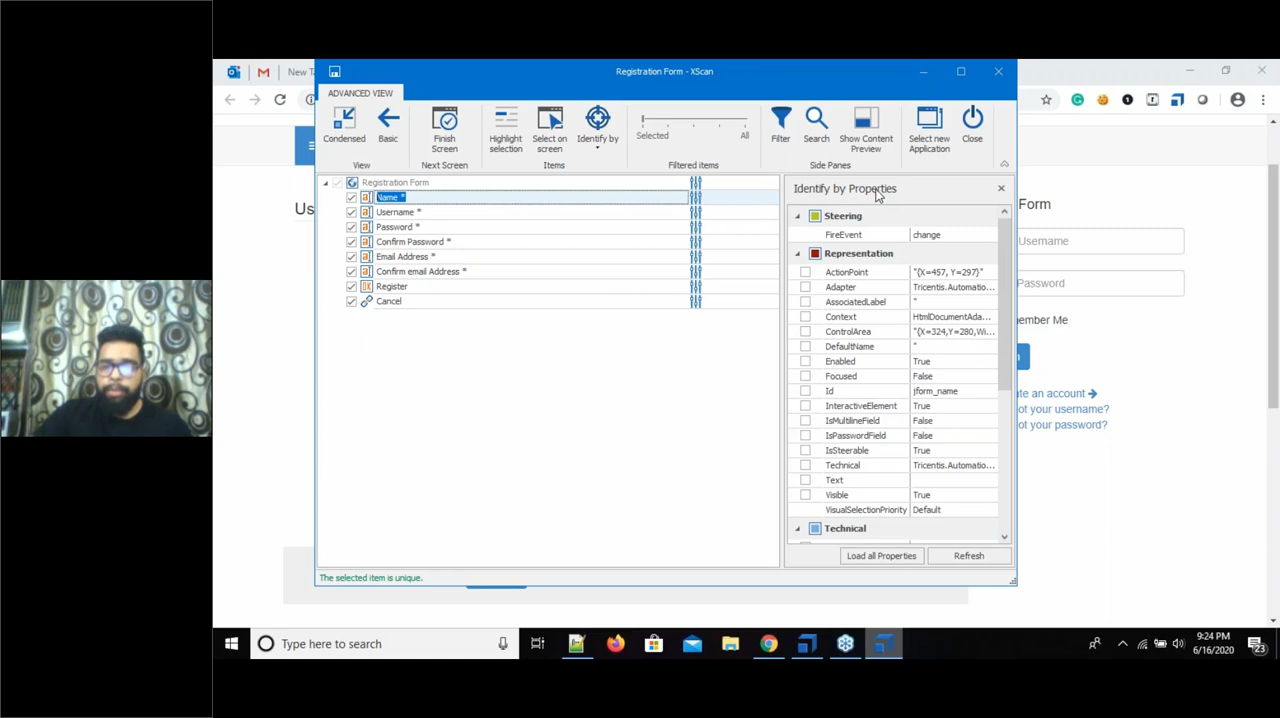 Registration Form - XScan
New Ta
ADVANCED VIEW
Condensed
Basic
Finish Screen
Highlight selection
Select on screen
Identify by
Selected
All
Filter
Search
Show Content Preview
Select new Application
Close
View
Next Screen
Items
Filtered items
Side Panes
Us
Registration Form
Name *
Username *
Password *
Confirm Password *
Email Address *
Confirm email Address *
Register
Cancel
Identify by Properties
Steering
FireEvent change
Representation
ActionPoint "{X=457, Y=297}"
Adapter Tricentis.Automatio...
AssociatedLabel "
Context HtmlDocumentAda...
ControlArea "{X=324,Y=280,Wi...
DefaultName "
Enabled True
Focused False
Id jform_name
InteractiveElement True
IsMultilineField False
IsPasswordField False
IsSteerable True
Technical Tricentis.Automatio...
Text
Visible True
VisualSelectionPriority Default
Technical
Load all Properties
Refresh
The selected item is unique.
Form
Username
Password
ember Me
n
ate an account
ot your username?
ot your password?
Type here to search
9:24 PM
6/16/2020
23